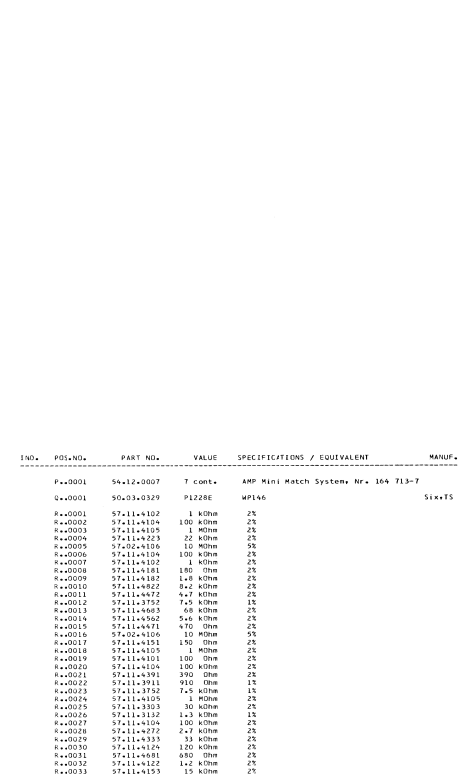 IND. POS.NO. PART NO. VALUE SPECIFICATIONS / EQUIVALENT MANUF.
P..0001 54.12.0007 7 cont. AMP Mini Match System, Nr. 164 713-7
Q..0001 50.03.0329 P1228E WP146 Six,TS
R..0001 57.11.4102 1 kOhm 2%
R..0002 57.11.4104 100 kOhm 2%
R..0003 57.11.4105 1 MOhm 2%
R..0004 57.11.4223 22 kOhm 2%
R..0005 57.02.4106 10 MOhm 5%
R..0006 57.11.4104 100 kOhm 2%
R..0007 57.11.4102 1 kOhm 2%
R..0008 57.11.4181 180 Ohm 2%
R..0009 57.11.4182 1.8 kOhm 2%
R..0010 57.11.4822 8.2 kOhm 2%
R..0011 57.11.4472 4.7 kOhm 2%
R..0012 57.11.3752 7.5 kOhm 1%
R..0013 57.11.4683 68 kOhm 2%
R..0014 57.11.4562 5.6 kOhm 2%
R..0015 57.11.4471 470 Ohm 2%
R..0016 57.02.4106 10 MOhm 5%
R..0017 57.11.4151 150 Ohm 2%
R..0018 57.11.4105 1 MOhm 2%
R..0019 57.11.4101 100 Ohm 2%
R..0020 57.11.4104 100 kOhm 2%
R..0021 57.11.4391 390 Ohm 2%
R..0022 57.11.3911 910 Ohm 1%
R..0023 57.11.3752 7.5 kOhm 1%
R..0024 57.11.4105 1 MOhm 2%
R..0025 57.11.3303 30 kOhm 2%
R..0026 57.11.3132 1.3 kOhm 1%
R..0027 57.11.4104 100 kOhm 2%
R..0028 57.11.4272 2.7 kOhm 2%
R..0029 57.11.4333 33 kOhm 2%
R..0030 57.11.4124 120 kOhm 2%
R..0031 57.11.4681 680 Ohm 2%
R..0032 57.11.4122 1.2 kOhm 2%
R..0033 57.11.4153 15 kOhm 2%